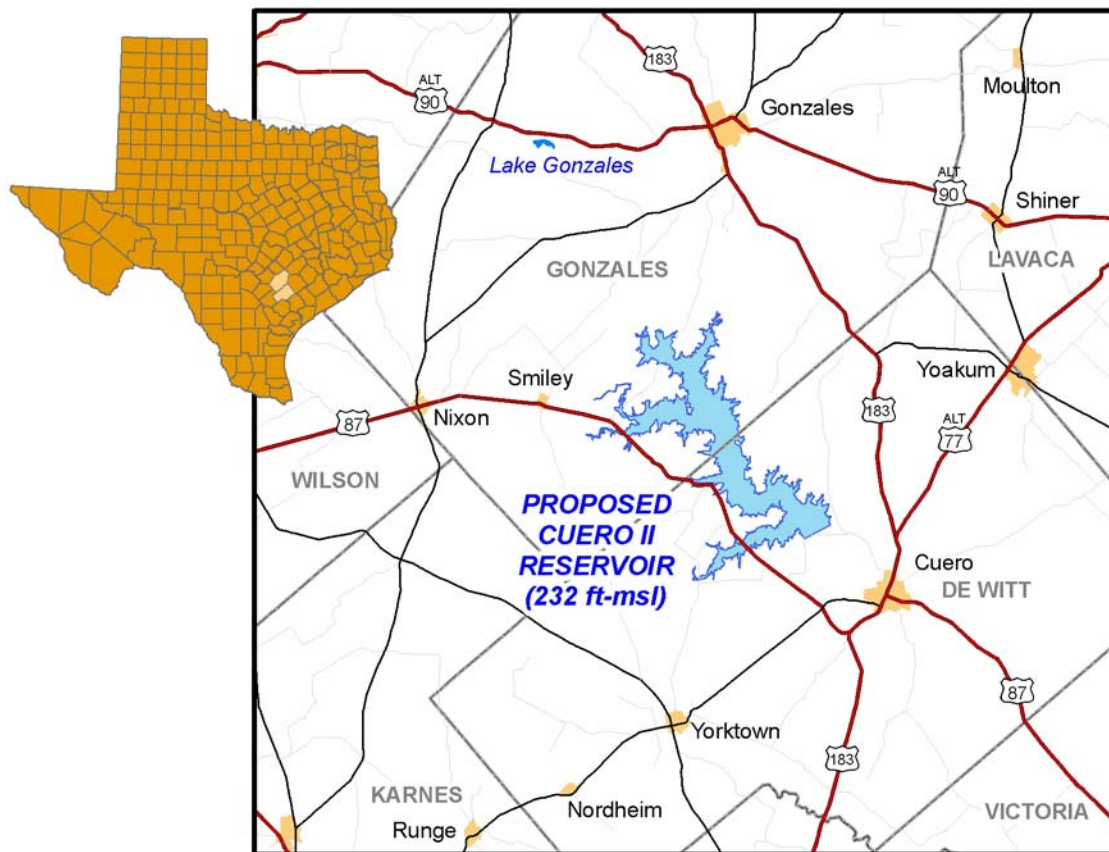 183
Moulton
ALT
90
Gonzales
Lake Gonzales
ALT
90
Shiner
GONZALES
LAVACA
Smiley
Yoakum
Nixon
87
183
ALT
77
WILSON
PROPOSED
CUERO II
RESERVOIR
(232 ft-msl)
Cuero
DE WITT
87
Yorktown
183
KARNES
Nordheim
VICTORIA
Runge